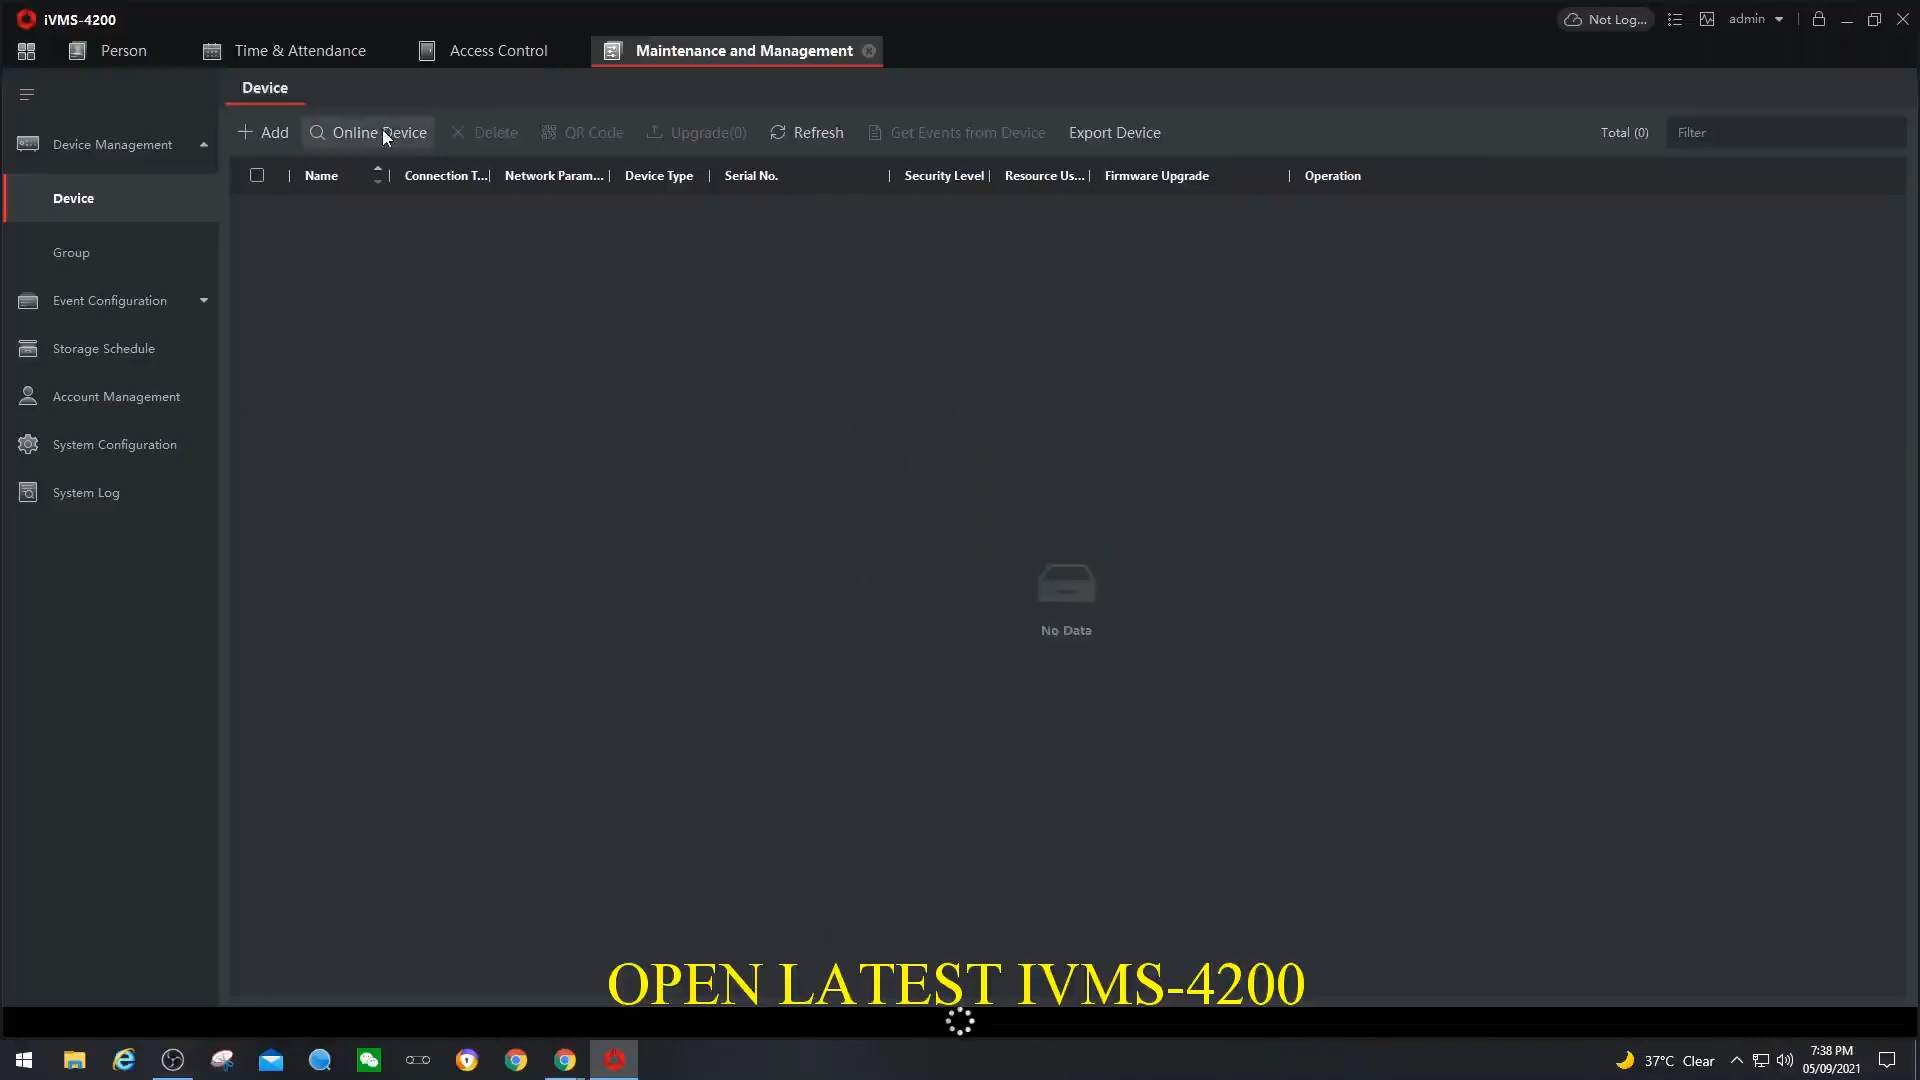 iVMS-4200
Not Log...
admin
Person
Time & Attendance
Access Control
Maintenance and Management
Device
Add
Online Device
Delete
QR Code
Upgrade(0)
Refresh
Get Events from Device
Export Device
Total (0)
Filter
Device Management
Device
Group
Event Configuration
Storage Schedule
Account Management
System Configuration
System Log
Name
Connection T...
Network Param...
Device Type
Serial No.
Security Level
Resource Us...
Firmware Upgrade
Operation
No Data
OPEN LATEST IVMS-4200
37°C Clear
7:38 PM
05/09/2021